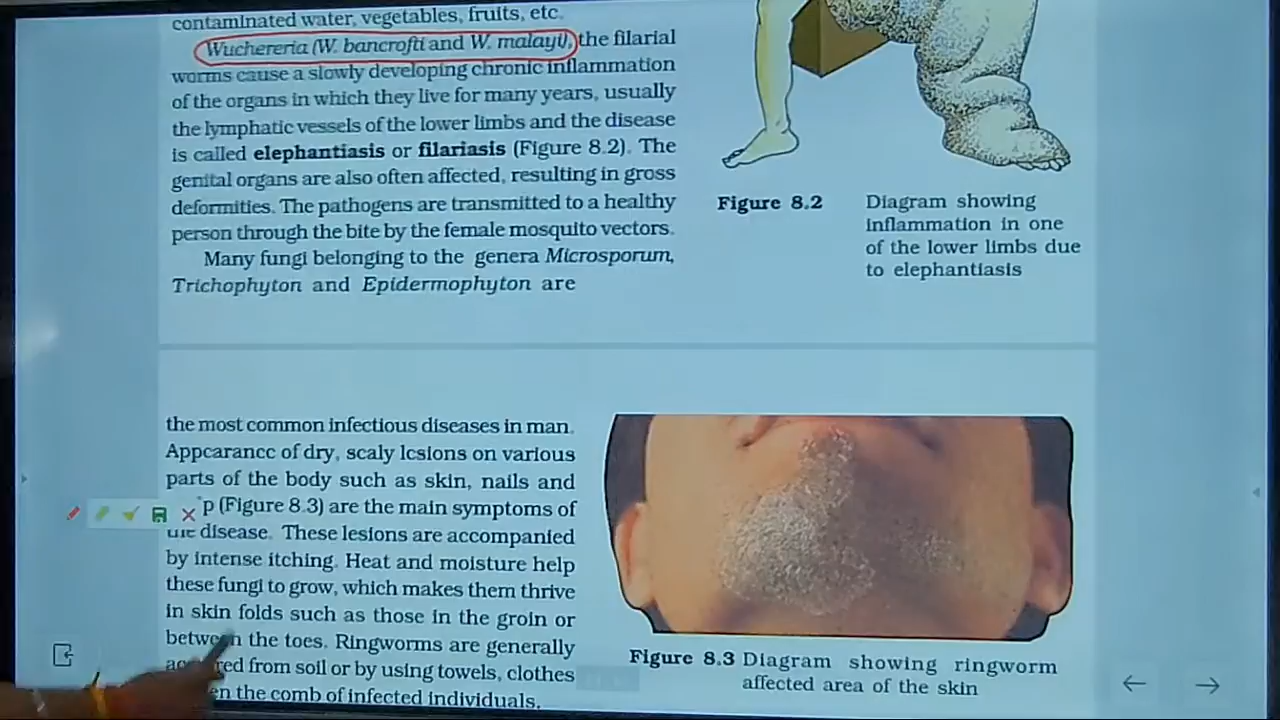 contaminated water, vegetables, fruits, etc.
Wuchereria (W. bancrofti and W. malayi), the filarial
worms cause a slowly developing chronic inflammation
of the organs in which they live for many years, usually
the lymphatic vessels of the lower limbs and the disease
is called elephantiasis or filariasis (Figure 8.2). The
genital organs are also often affected, resulting in gross
deformities. The pathogens are transmitted to a healthy
person through the bite by the female mosquito vectors.
Many fungi belonging to the genera Microsporum,
Trichophyton and Epidermophyton are
Figure 8.2 Diagram showing
inflammation in one
of the lower limbs due
to elephantiasis
the most common infectious diseases in man.
Appearance of dry, scaly lesions on various
parts of the body such as skin, nails and
p (Figure 8.3) are the main symptoms of
the disease. These lesions are accompanied
by intense itching. Heat and moisture help
these fungi to grow, which makes them thrive
in skin folds such as those in the groin or
between the toes. Ringworms are generally
red from soil or by using towels, clothes
en the comb of infected individuals.
Figure 8.3 Diagram showing ringworm
affected area of the skin